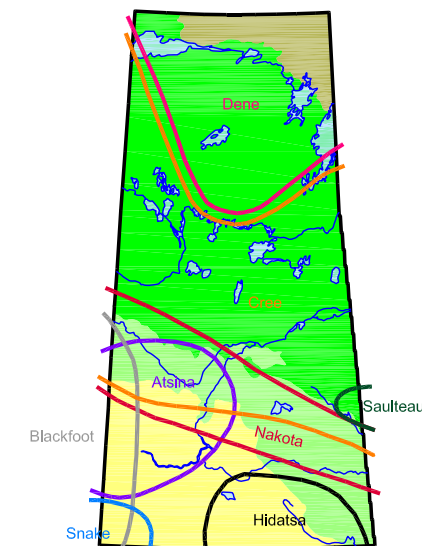 Dene
Cree
Atsina
Saulteau
Nakota
Blackfoot
Hidatsa
Snake